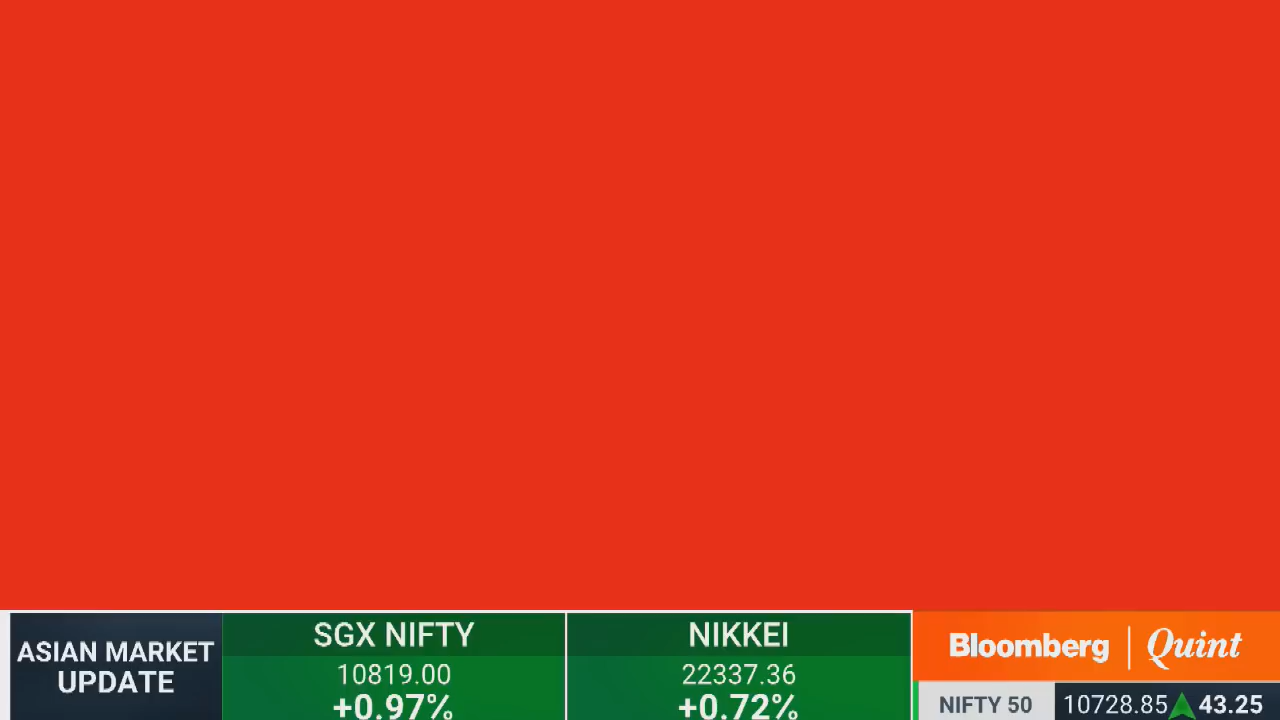 ASIAN MARKET
UPDATE
SGX NIFTY
10819.00
+0.97%
NIKKEI
22337.36
+0.72%
Bloomberg | Quint
NIFTY 50 10728.85 43.25